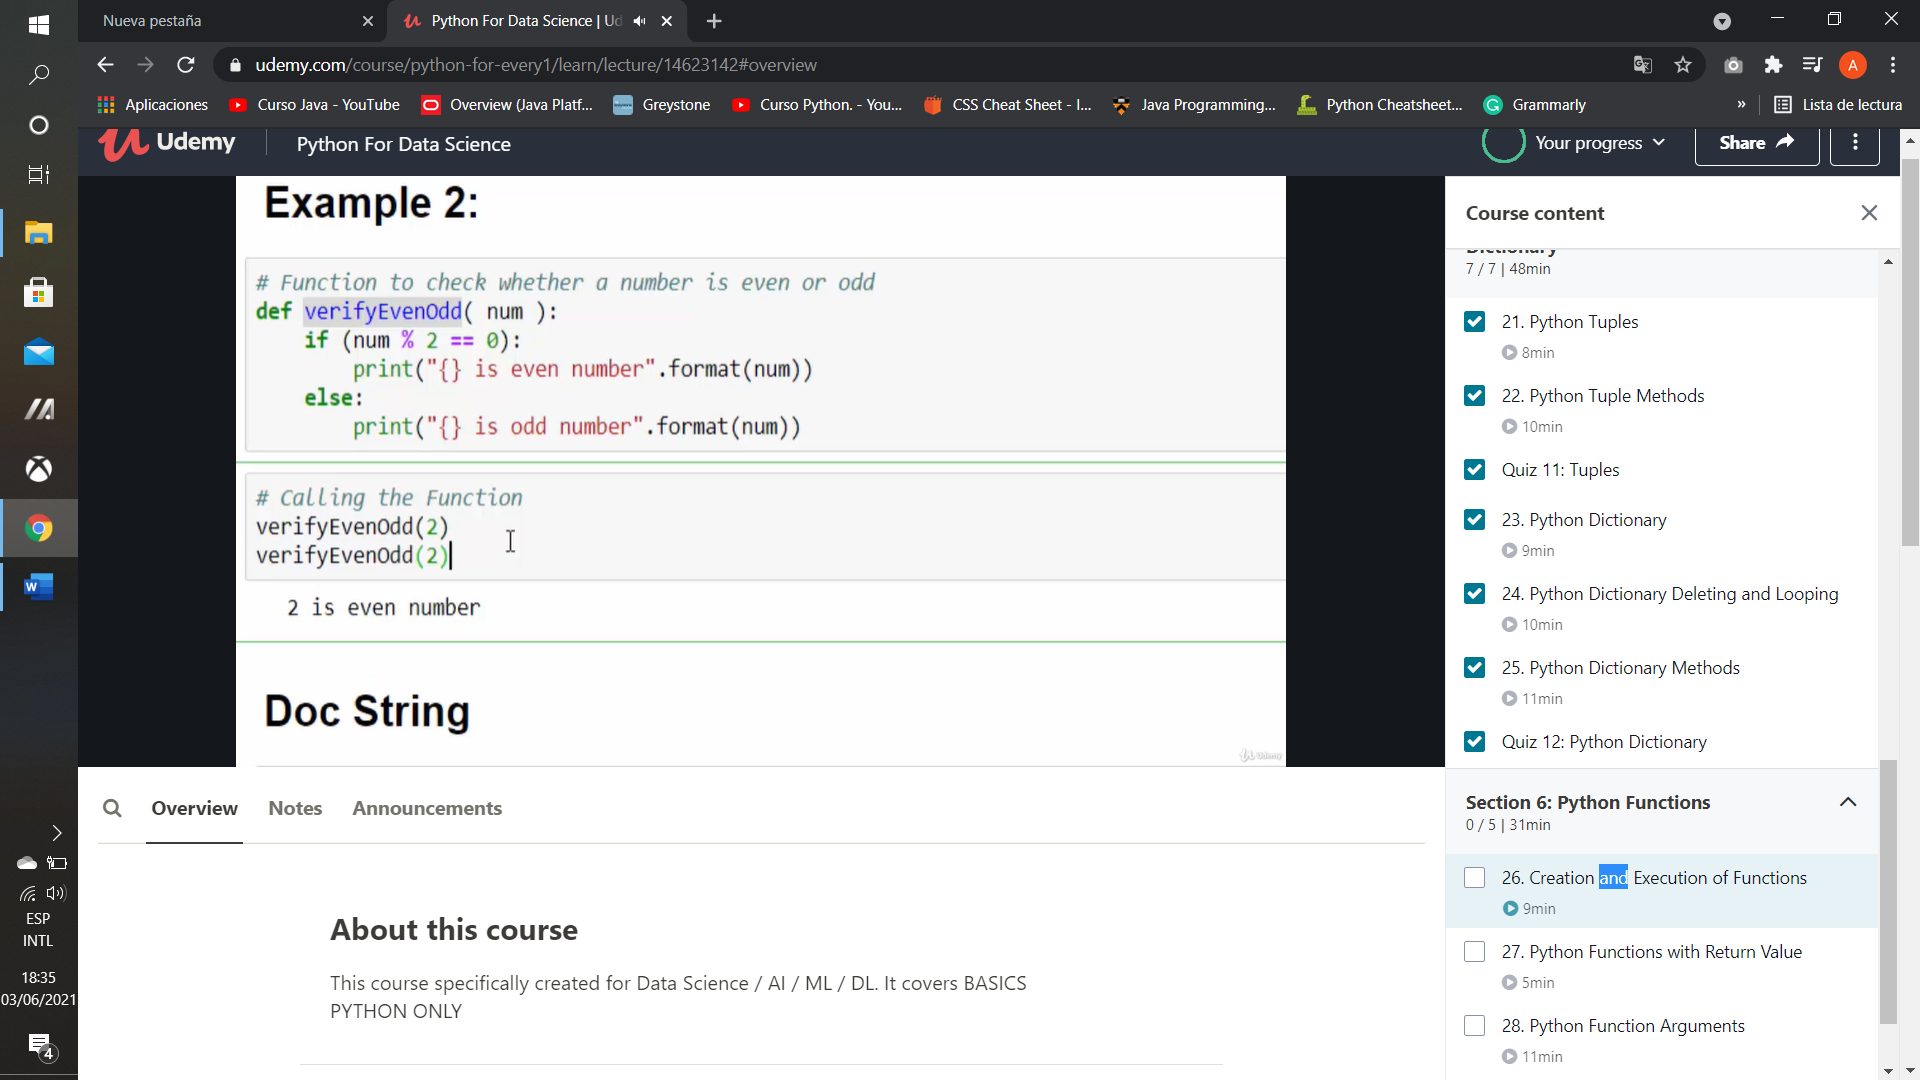 Nueva pestaña
Python For Data Science | Ud
udemy.com/course/python-for-every1/learn/lecture/14623142#overview
A
Aplicaciones
Curso Java - YouTube
Overview (Java Platf...
Greystone
Curso Python. - You...
CSS Cheat Sheet - I...
Java Programming...
Python Cheatsheet...
Grammarly
»
Lista de lectura
Udemy
Python For Data Science
Your progress
Share
Example 2:
# Function to check whether a number is even or odd
def verifyEvenOdd( num ):
if (num % 2 == 0):
print("{} is even number".format(num))
else:
print("{} is odd number".format(num))
# Calling the Function
verifyEvenOdd(2)
verifyEvenOdd(2)
2 is even number
Doc String
Udemy
Course content
Dictionary
7 / 7 | 48min
21. Python Tuples
8min
22. Python Tuple Methods
10min
Quiz 11: Tuples
23. Python Dictionary
9min
24. Python Dictionary Deleting and Looping
10min
25. Python Dictionary Methods
11min
Quiz 12: Python Dictionary
Section 6: Python Functions
0 / 5 | 31min
26. Creation and Execution of Functions
9min
27. Python Functions with Return Value
5min
28. Python Function Arguments
11min
Overview
Notes
Announcements
About this course
This course specifically created for Data Science / AI / ML / DL. It covers BASICS
PYTHON ONLY
ESP
INTL
18:35
03/06/2021
4